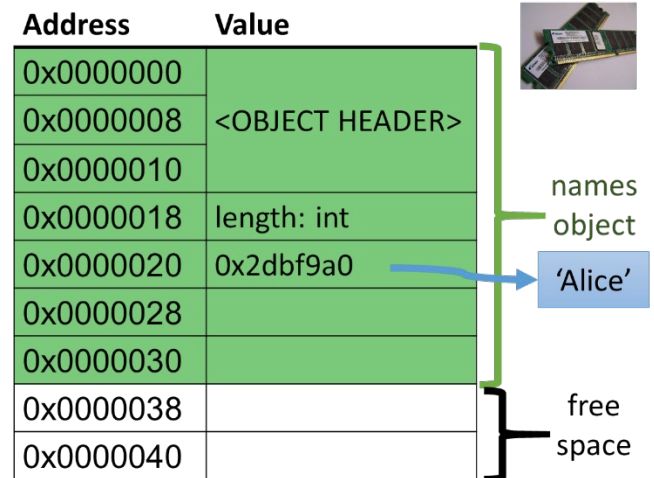 Address Value
0x0000000
0x0000008 <OBJECT HEADER>
0x0000010
0x0000018 length: int
0x0000020 0x2dbf9a0
0x0000028
0x0000030
0x0000038
0x0000040
names
object
‘Alice’
free
space